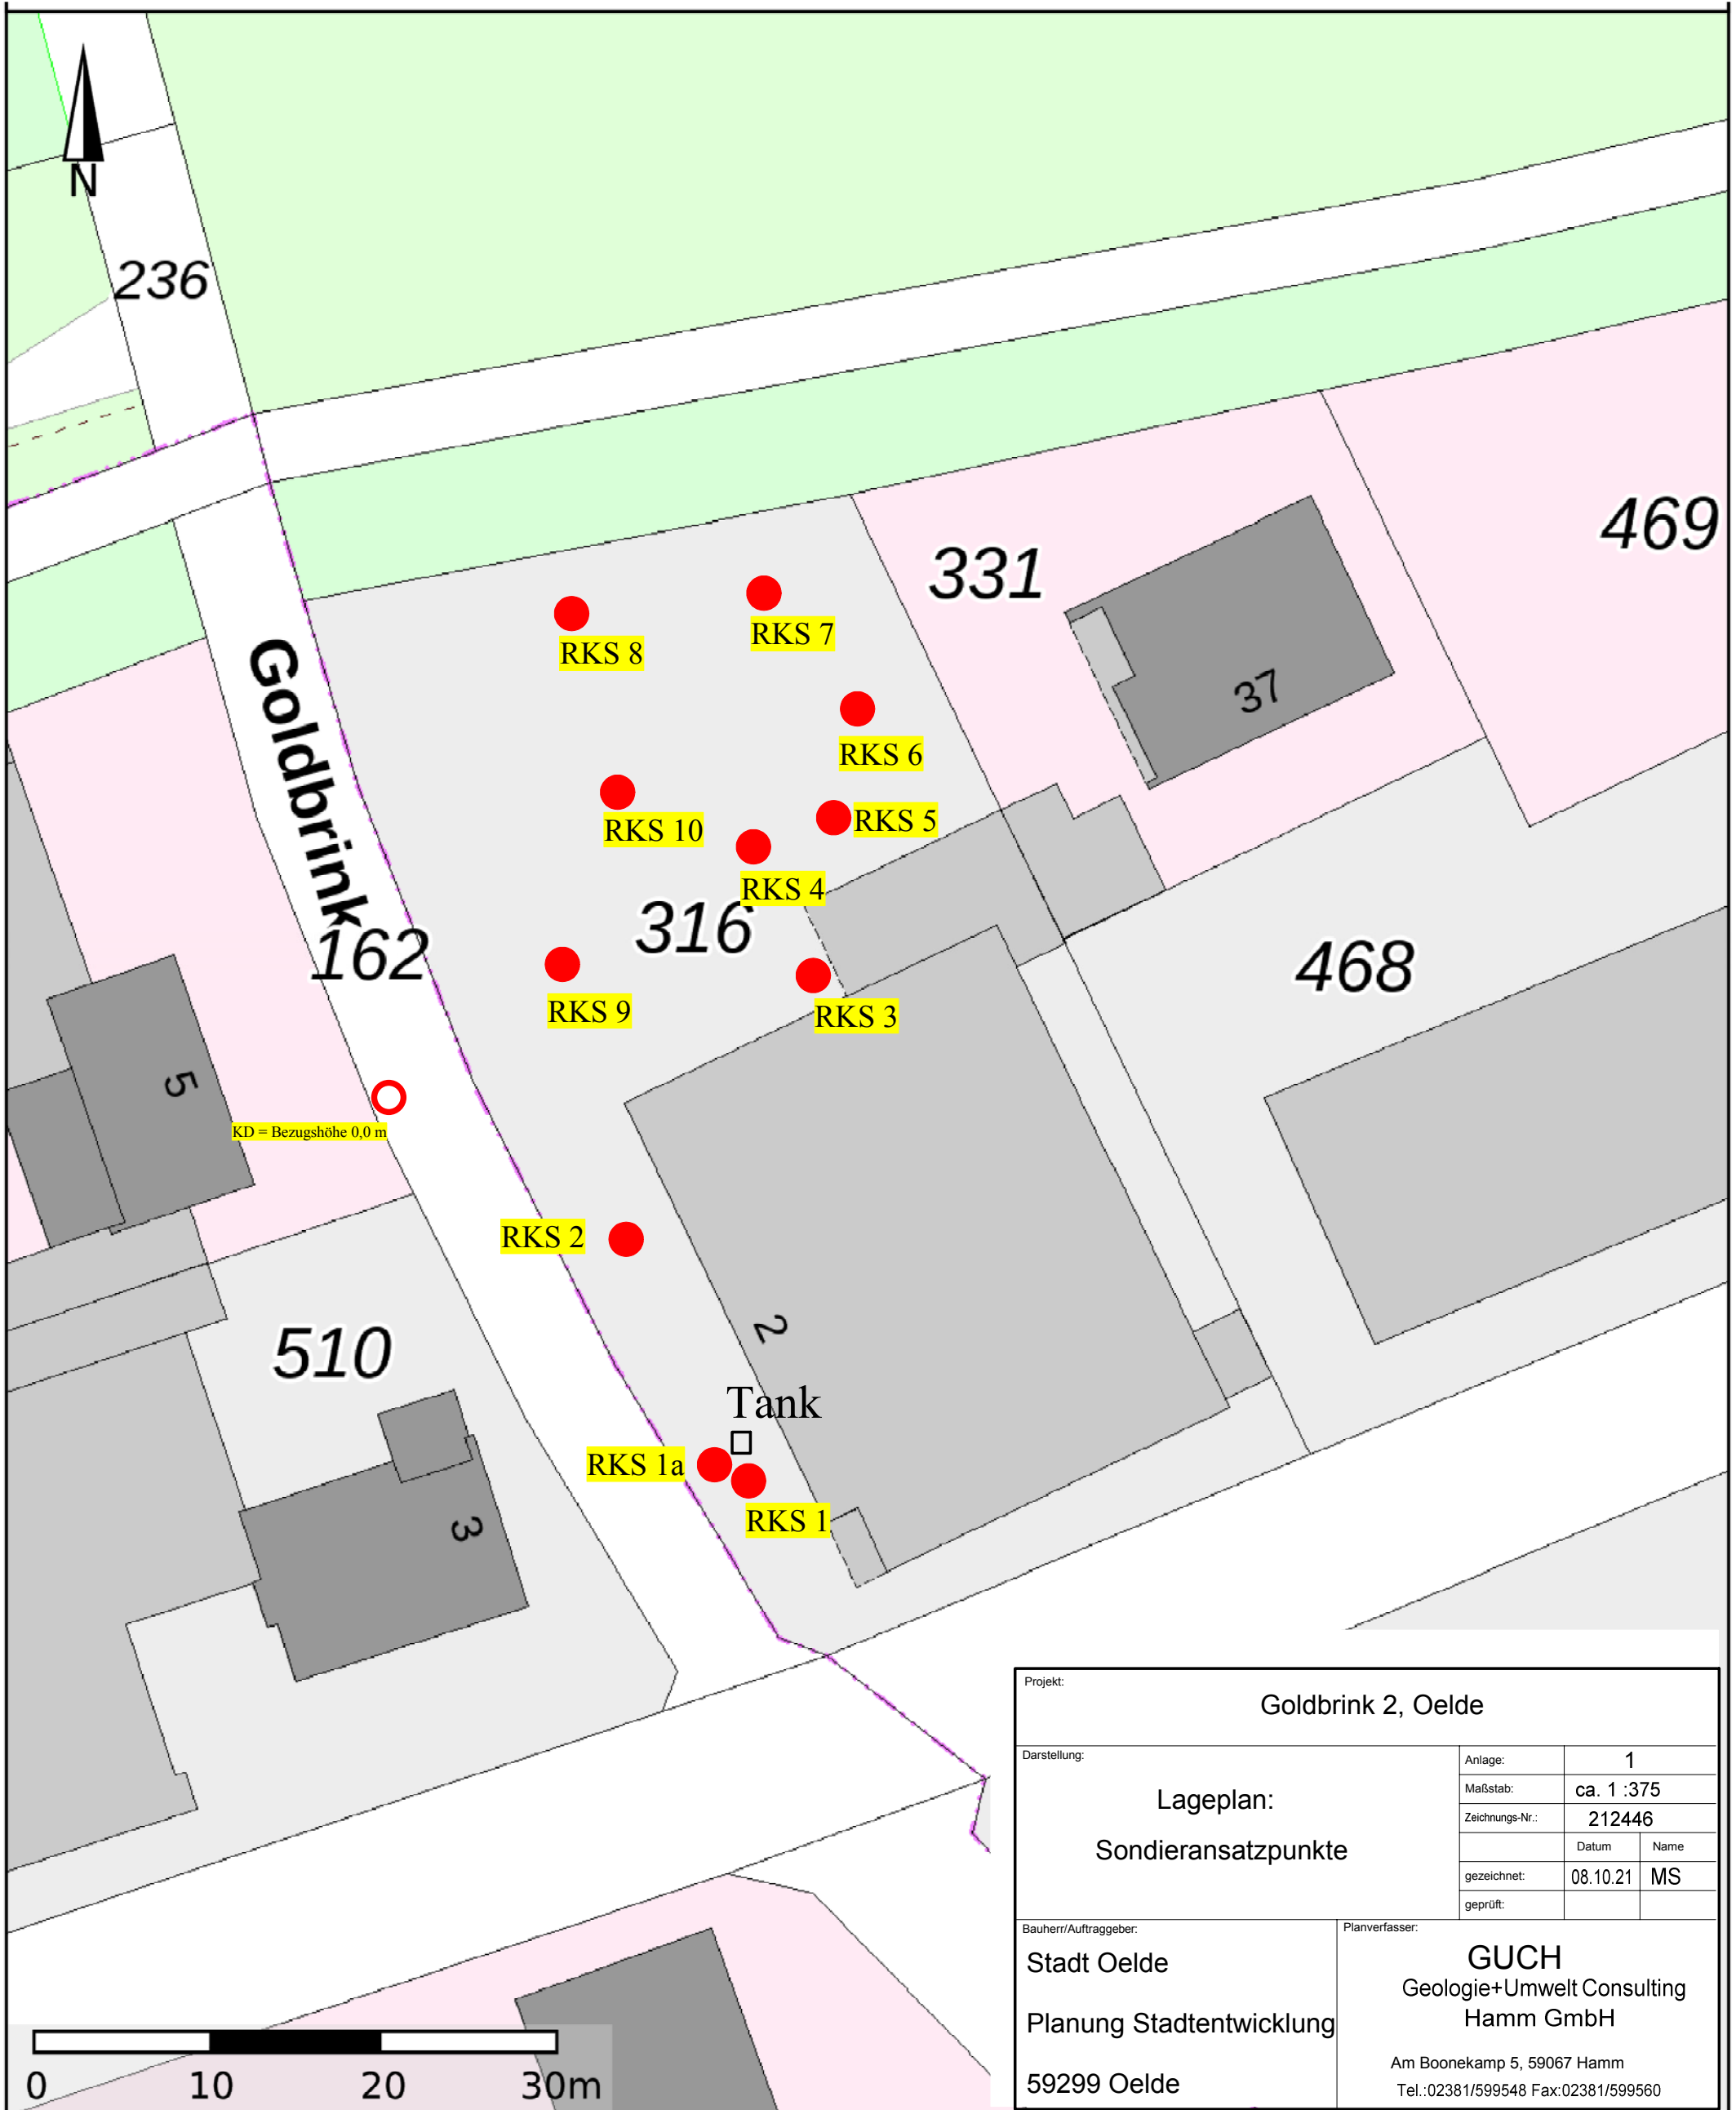 N
236
469
331
RKS 7
RKS 8
Goldbrink
37
RKS 6
RKS 5
RKS 10
RKS 4
316
162
468
RKS 9
RKS 3
5
KD = Bezugshöhe 0,0 m
RKS 2
2
510
Tank
RKS 1a
RKS 1
3
Projekt:
Goldbrink 2, Oelde
Darstellung:
Lageplan:
Sondieransatzpunkte
Anlage: 1
Maßstab: ca. 1 :375
Zeichnungs-Nr.: 212446
Datum Name
gezeichnet: 08.10.21 MS
geprüft:
Bauherr/Auftraggeber:
Stadt Oelde
Planung Stadtentwicklung
59299 Oelde
Planverfasser:
GUCH
Geologie+Umwelt Consulting
Hamm GmbH
Am Boonekamp 5, 59067 Hamm
Tel.:02381/599548 Fax:02381/599560
0 10 20 30m